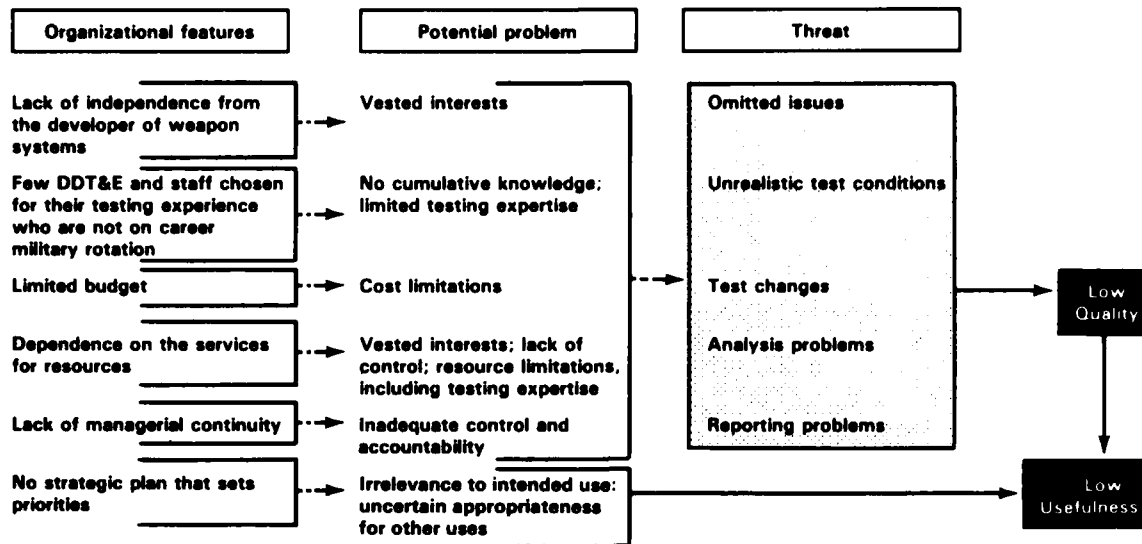 Organizational features
Potential problem
Threat
Lack of independence from
the developer of weapon
systems
Vested interests
Omitted issues
Few DDT&E and staff chosen
for their testing experience
who are not on career
military rotation
No cumulative knowledge;
limited testing expertise
Unrealistic test conditions
Limited budget
Cost limitations
Test changes
Low
Quality
Dependence on the services
for resources
Vested interests; lack of
control; resource limitations,
including testing expertise
Analysis problems
Lack of managerial continuity
Inadequate control and
accountability
Reporting problems
No strategic plan that sets
priorities
Irrelevance to intended use:
uncertain appropriateness
for other uses
Low
Usefulness